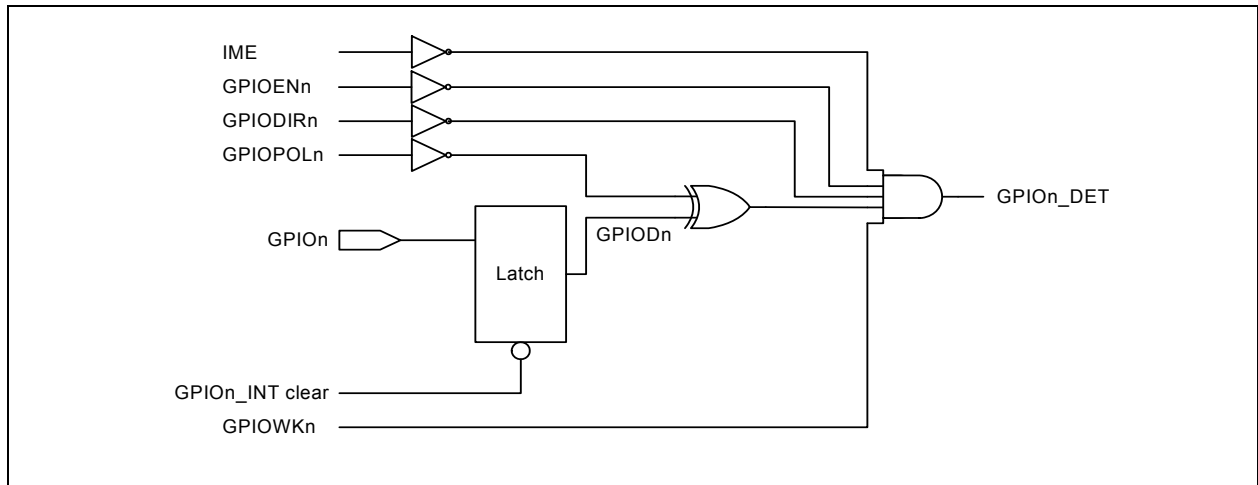 IME
GPIOENn
GPIODIRn
GPIOPOLn
GPIOn_DET
GPIODn
GPIOn
Latch
GPIOn_INT clear
GPIOWKn